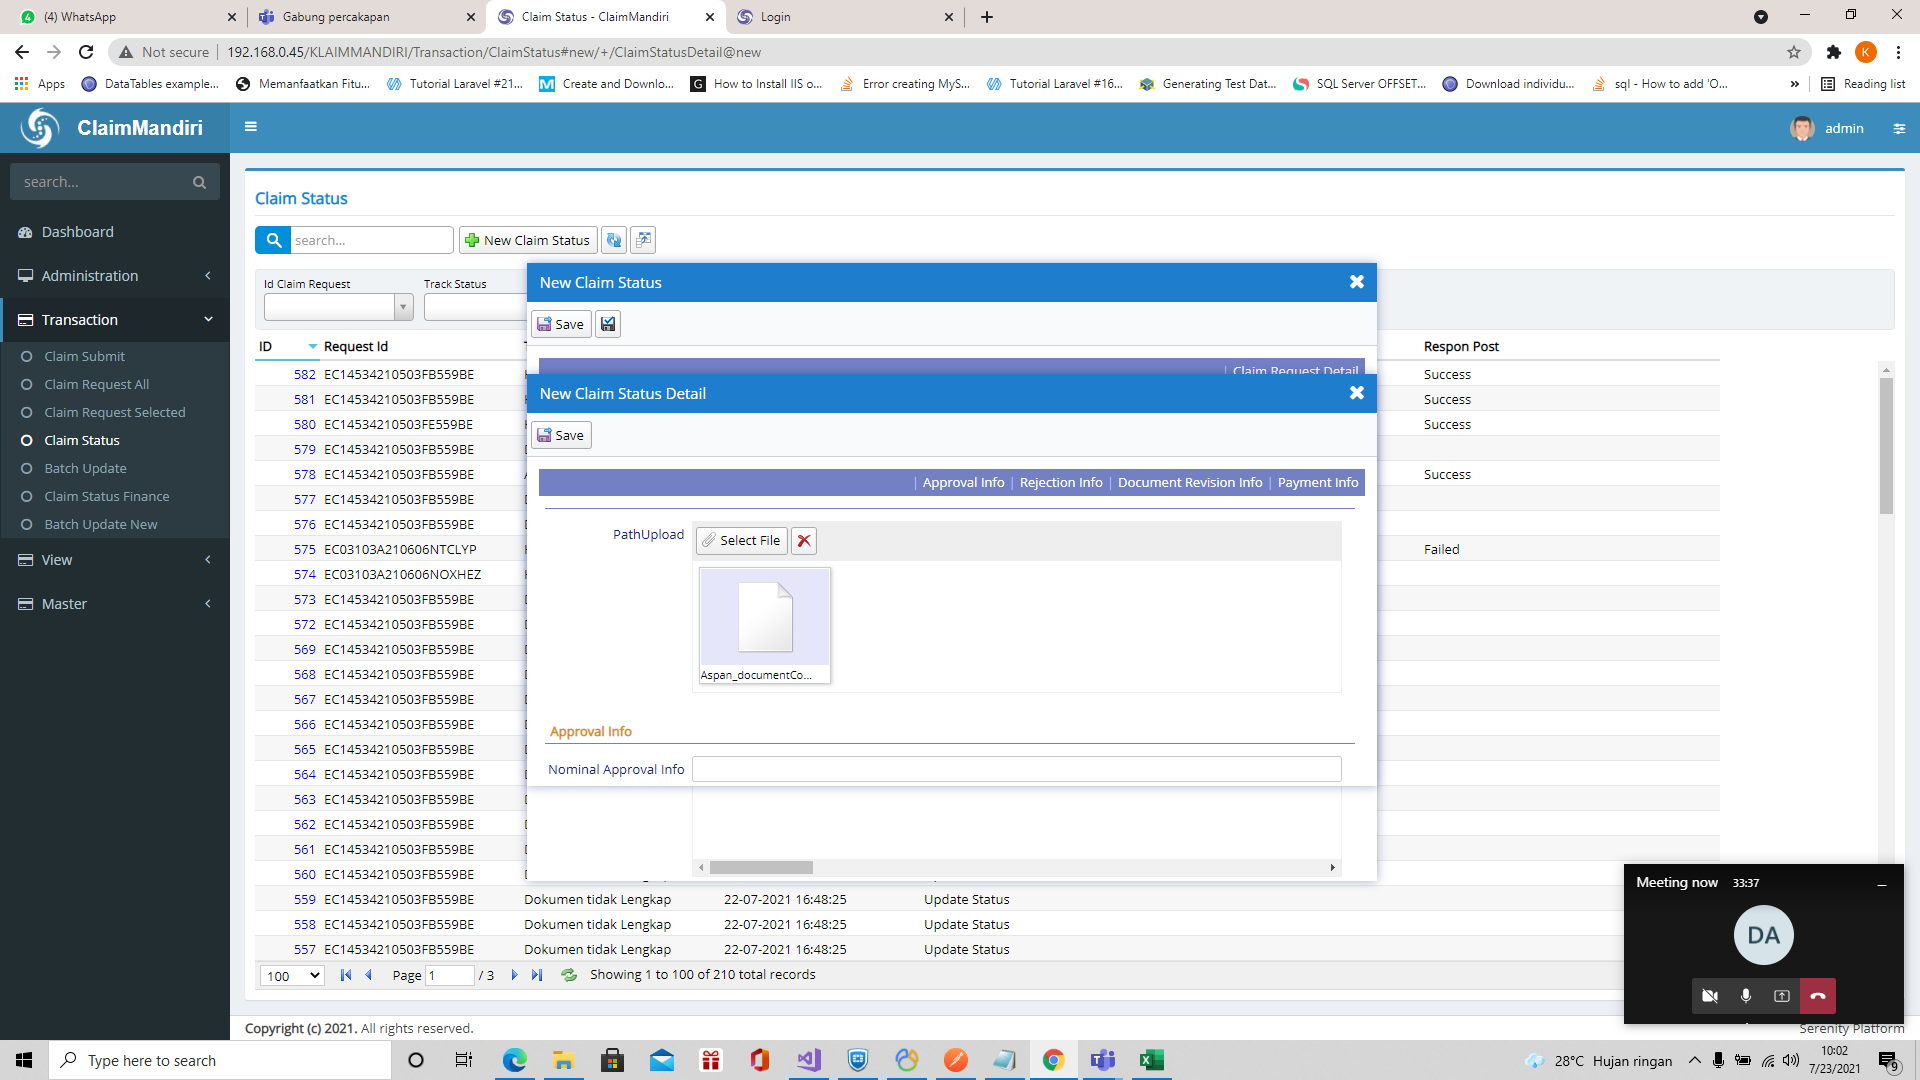 (4) WhatsApp
Gabung percakapan
Claim Status - ClaimMandiri
Login
Not secure
192.168.0.45/KLAIMMANDIRI/Transaction/ClaimStatus#new/+/ClaimStatusDetail@new
K
Apps
DataTables example...
Memanfaatkan Fitu...
Tutorial Laravel #21...
Create and Downlo...
How to Install IIS o...
Error creating MyS...
Tutorial Laravel #16...
Generating Test Dat...
SQL Server OFFSET...
Download individu...
sql - How to add 'O...
»
Reading list
ClaimMandiri
admin
search...
Dashboard
Administration
Transaction
Claim Submit
Claim Request All
Claim Request Selected
Claim Status
Batch Update
Claim Status Finance
Batch Update New
View
Master
Claim Status
search...
New Claim Status
Id Claim Request
Track Status
ID Request Id Respon Post
582 EC14534210503FB559BE Success
581 EC14534210503FB559BE Success
580 EC14534210503FE559BE Success
579 EC14534210503FB559BE
578 EC14534210503FB559BE Success
577 EC14534210503FB559BE
576 EC14534210503FB559BE
575 EC03103A210606NTCLYP Failed
574 EC03103A210606NOXHEZ
573 EC14534210503FB559BE
572 EC14534210503FB559BE
569 EC14534210503FB559BE
568 EC14534210503FB559BE
567 EC14534210503FB559BE
566 EC14534210503FB559BE
565 EC14534210503FB559BE
564 EC14534210503FB559BE
563 EC14534210503FB559BE
562 EC14534210503FB559BE
561 EC14534210503FB559BE
560 EC14534210503FB559BE
559 EC14534210503FB559BE Dokumen tidak Lengkap 22-07-2021 16:48:25 Update Status
558 EC14534210503FB559BE Dokumen tidak Lengkap 22-07-2021 16:48:25 Update Status
557 EC14534210503FB559BE Dokumen tidak Lengkap 22-07-2021 16:48:25 Update Status
100
Page 1 / 3
Showing 1 to 100 of 210 total records
New Claim Status
Save
| Claim Request Detail
New Claim Status Detail
Save
| Approval Info | Rejection Info | Document Revision Info | Payment Info
PathUpload
Select File
Aspan_documentCo...
Approval Info
Nominal Approval Info
Meeting now 33:37
DA
Copyright (c) 2021. All rights reserved.
Serenity Platform
Type here to search
28°C Hujan ringan
10:02
7/23/2021
9